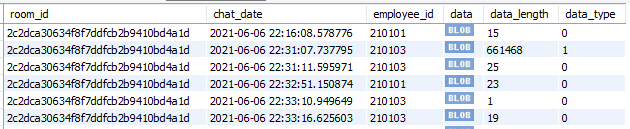 room_id chat_date employee_id data data_length data_type
2c2dca30634f8f7ddfcb2b9410bd4a1d 2021-06-06 22:16:08.578776 210101 BLOB 15 0
2c2dca30634f8f7ddfcb2b9410bd4a1d 2021-06-06 22:31:07.737795 210103 BLOB 661468 1
2c2dca30634f8f7ddfcb2b9410bd4a1d 2021-06-06 22:31:11.595971 210103 BLOB 25 0
2c2dca30634f8f7ddfcb2b9410bd4a1d 2021-06-06 22:32:51.150874 210101 BLOB 23 0
2c2dca30634f8f7ddfcb2b9410bd4a1d 2021-06-06 22:33:10.949649 210103 BLOB 1 0
2c2dca30634f8f7ddfcb2b9410bd4a1d 2021-06-06 22:33:16.625603 210103 BLOB 19 0